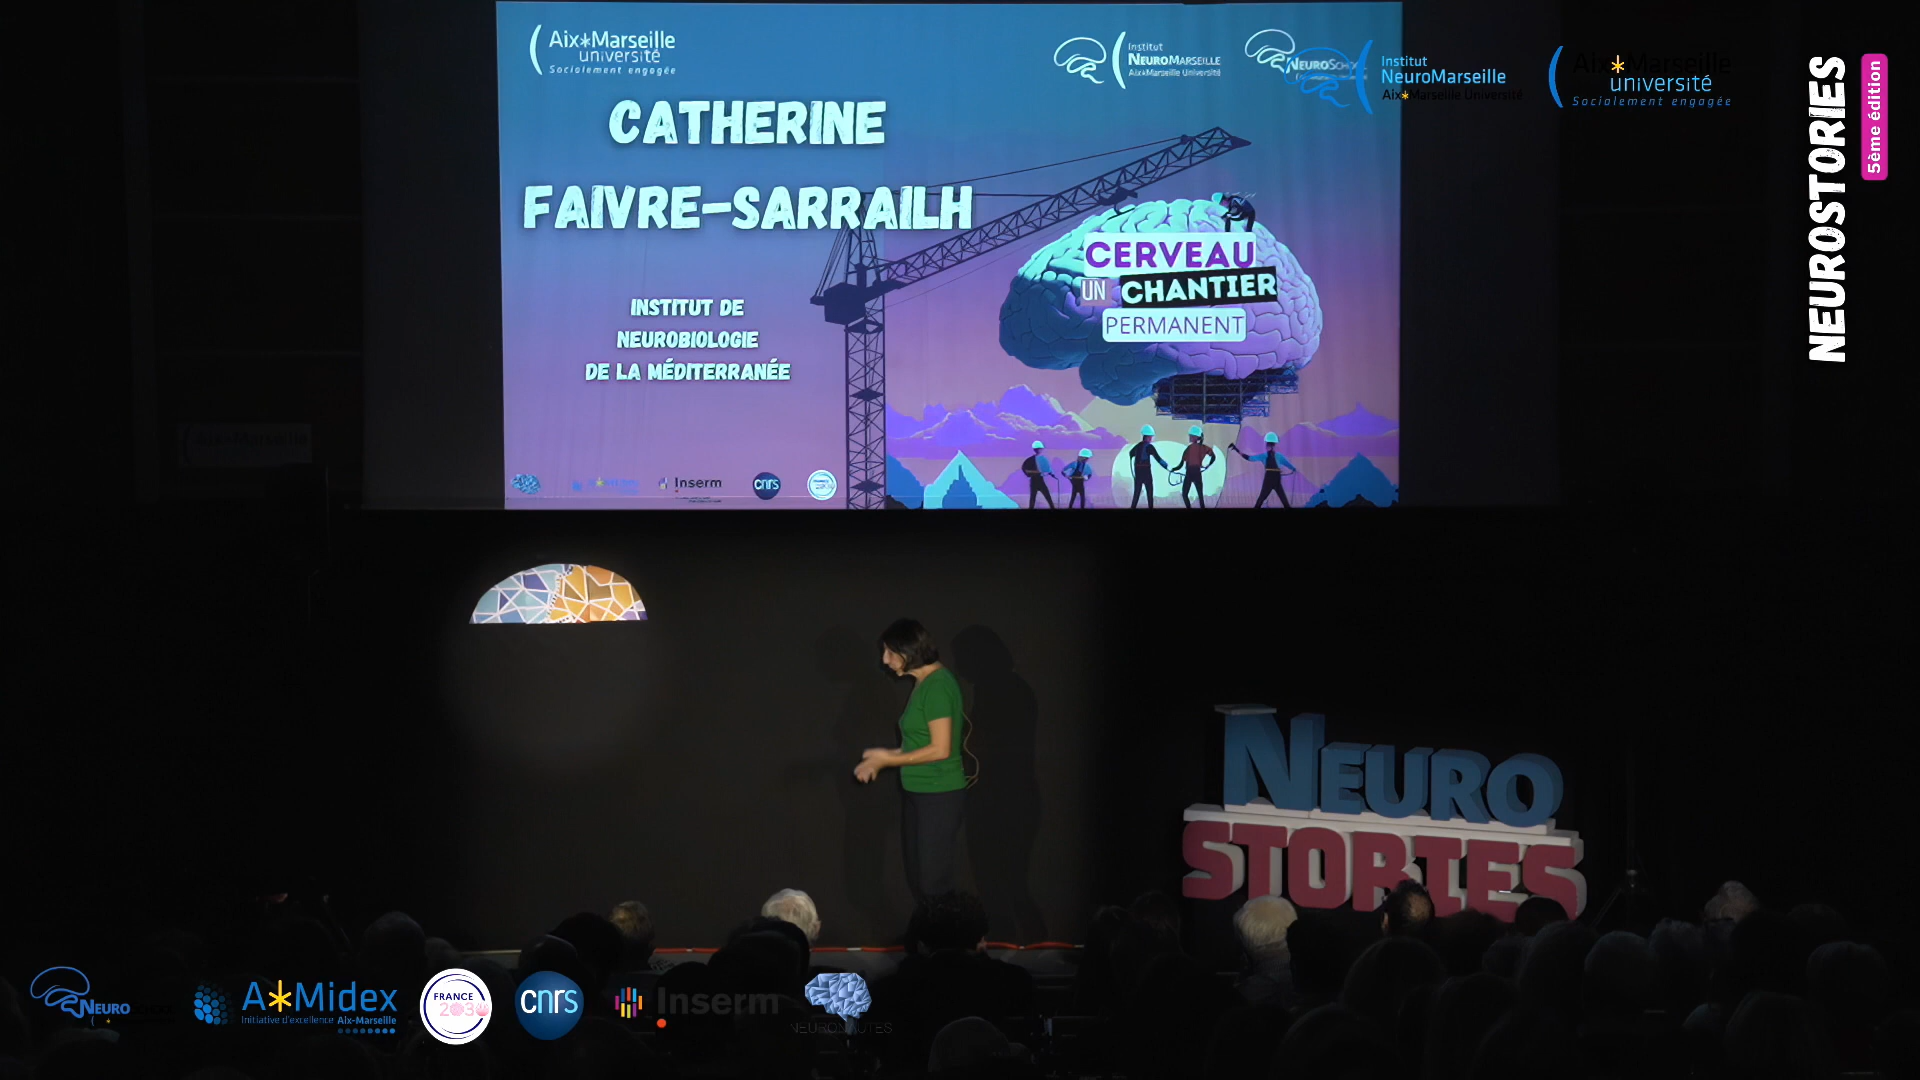 Aix*Marseille
université
Socialement engagée
Institut
NEUROMARSEILLE
Aix*Marseille Université
Institut
NeuroMarseille
Aix*Marseille Université
Aix*Marseille
université
Socialement engagée
NEUROSTORIES
5ème édition
CATHERINE
FAIVRE-SARRAILH
INSTITUT DE
NEUROBIOLOGIE
DE LA MÉDITERRANÉE
CERVEAU
UN CHANTIER
PERMANENT
Inserm
cnrs
NEURO
STORIES
NEURO
A*Midex
Initiative d'excellence Aix-Marseille
FRANCE
2030
cnrs
Inserm
NEURONAUTES